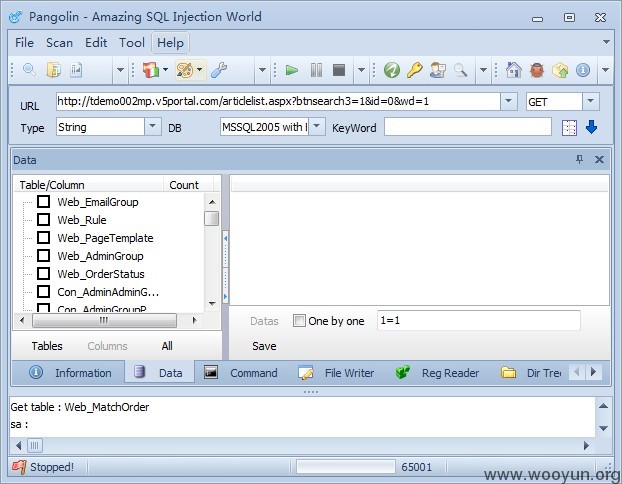 Pangolin - Amazing SQL Injection World
File Scan Edit Tool Help
URL http://tdemo002mp.v5portal.com/articlelist.aspx?btnsearch3=1&id=0&wd=1 GET
Type String DB MSSQL2005 with KeyWord
Data
Table/Column Count
Web_EmailGroup
Web_Rule
Web_PageTemplate
Web_AdminGroup
Web_OrderStatus
Con_AdminAdminG...
Con_AdminGroupP
Datas One by one 1=1
Tables Columns All Save
Information Data Command File Writer Reg Reader Dir Tree
Get table : Web_MatchOrder
sa :
Stopped! 65001
www.wooyun.org